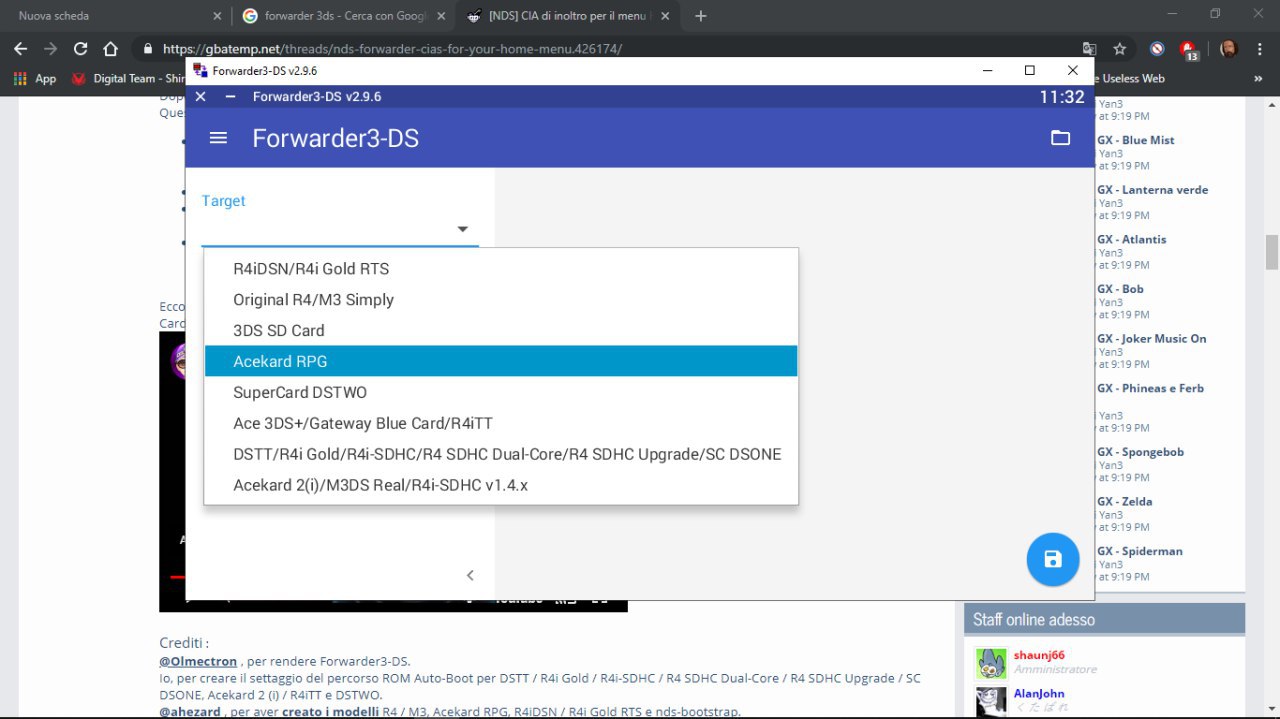 Nuova scheda
forwarder 3ds - Cerca con Googl
[NDS] CIA di inoltro per il menu
https://gbatemp.net/threads/nds-forwarder-cias-for-your-home-menu.426174/
13
App
Digital Team - Shir
e Useless Web
»
Forwarder3-DS v2.9.6
Forwarder3-DS v2.9.6
11:32
Forwarder3-DS
Target
R4iDSN/R4i Gold RTS
Original R4/M3 Simply
3DS SD Card
Acekard RPG
SuperCard DSTWO
Ace 3DS+/Gateway Blue Card/R4iTT
DSTT/R4i Gold/R4i-SDHC/R4 SDHC Dual-Core/R4 SDHC Upgrade/SC DSONE
Acekard 2(i)/M3DS Real/R4i-SDHC v1.4.x
Dop
Ques
Ecco
Card
Yan3
at 9:19 PM
GX - Blue Mist
Yan3
at 9:19 PM
GX - Lanterna verde
Yan3
at 9:19 PM
GX - Atlantis
Yan3
at 9:19 PM
GX - Bob
Yan3
at 9:19 PM
GX - Joker Music On
Yan3
at 9:19 PM
GX - Phineas e Ferb
Yan3
at 9:19 PM
GX - Spongebob
Yan3
at 9:19 PM
GX - Zelda
Yan3
at 9:19 PM
GX - Spiderman
Yan3
at 9:19 PM
Crediti :
@Olmectron , per rendere Forwarder3-DS.
Io, per creare il settaggio dei
M Auto-Boot per DSTT / R4i Gold / R4i-SDHC / R4 SDHC Dual-Core / R4 SDHC Upgrade / SC
DSONE, Acekard 2 (i) / R4iTT e DSTWO.
@ahezard , per aver creato i modelli R4 / M3, Acekard RPG, R4iDSN / R4i Gold RTS e nds-bootstrap.
Staff online adesso
shaunj66
Amministratore
AlanJohn
くたばれ